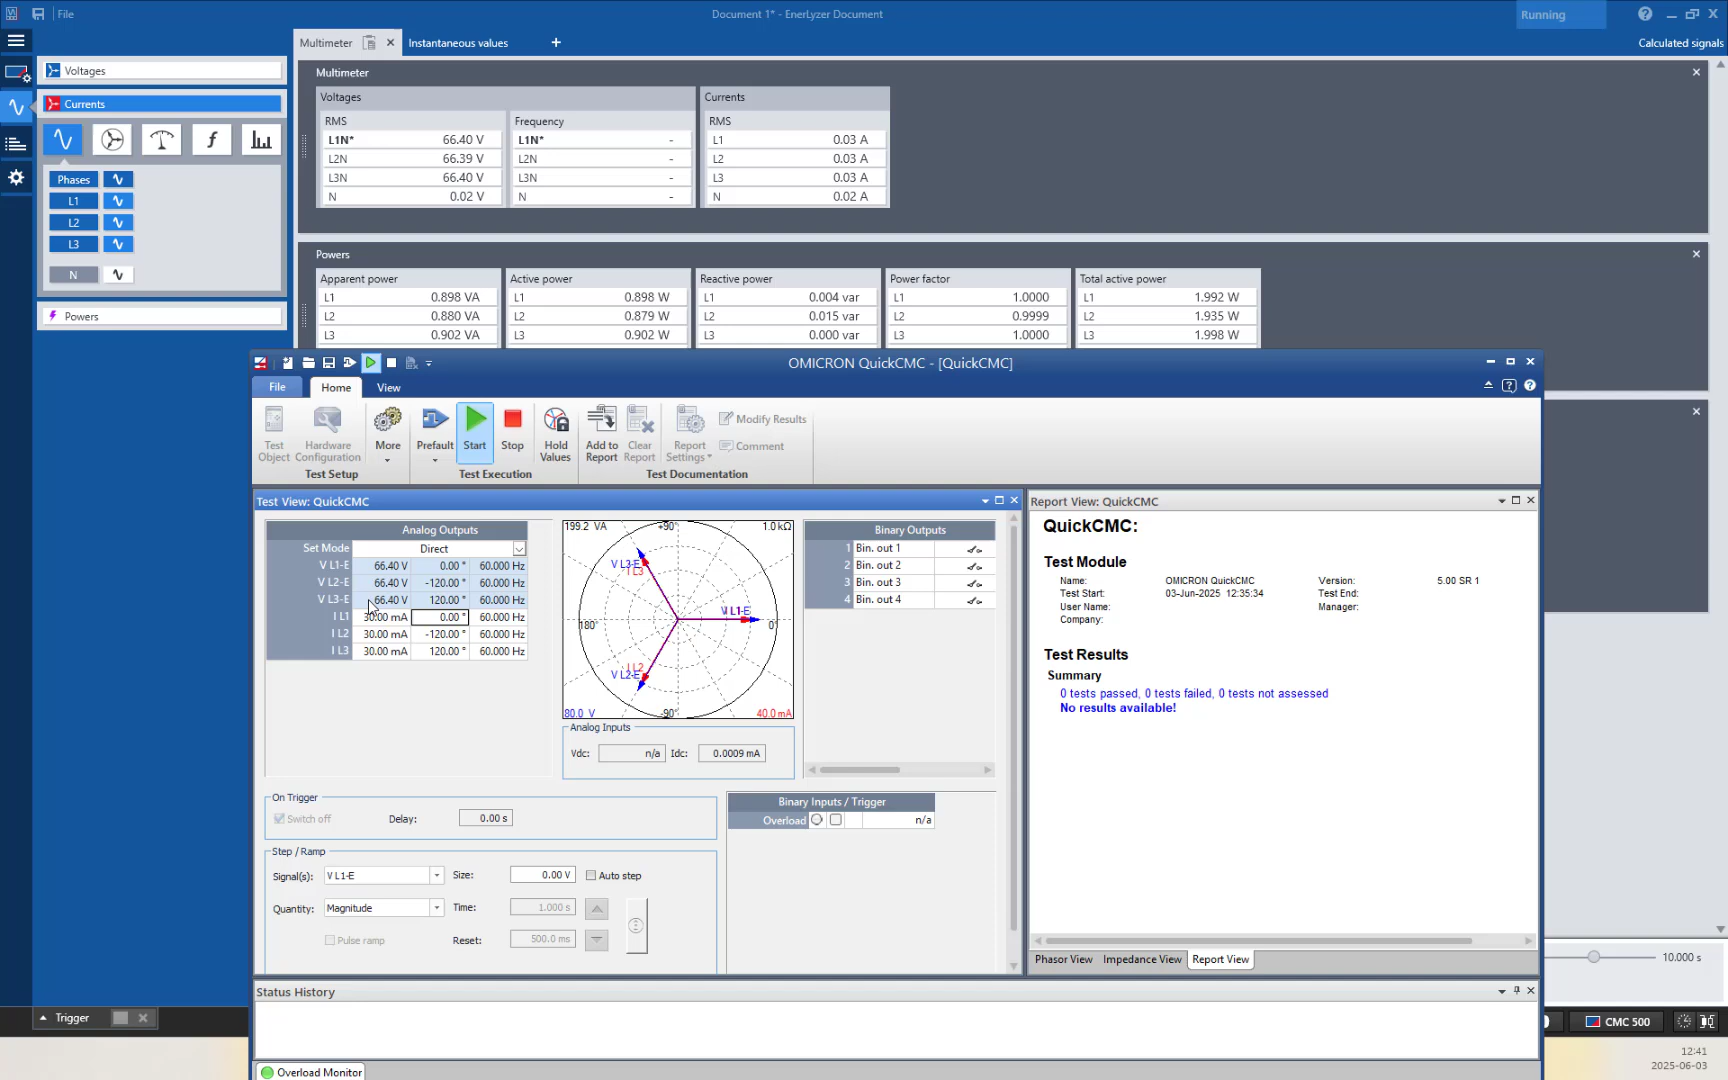 File
Document 1* - EnerLyzer Document
Running
Multimeter
Instantaneous values
Calculated signals
Voltages
Currents
Phases
L1
L2
L3
N
Powers
Multimeter
Voltages
Currents
RMS
Frequency
RMS
L1N* 66.40 V
L1N* -
L1 0.03 A
L2N 66.39 V
L2N -
L2 0.03 A
L3N 66.40 V
L3N -
L3 0.03 A
N 0.02 V
N -
N 0.02 A
Powers
Apparent power
Active power
Reactive power
Power factor
Total active power
L1 0.898 VA
L1 0.898 W
L1 0.004 var
L1 1.0000
L1 1.992 W
L2 0.880 VA
L2 0.879 W
L2 0.015 var
L2 0.9999
L2 1.935 W
L3 0.902 VA
L3 0.902 W
L3 0.000 var
L3 1.0000
L3 1.998 W
OMICRON QuickCMC - [QuickCMC]
File
Home
View
Test
Object
Hardware
Configuration
More
Prefault
Start
Stop
Hold
Values
Add to
Report
Clear
Report
Report
Settings
Modify Results
Comment
Test Setup
Test Execution
Test Documentation
Test View: QuickCMC
Analog Outputs
Set Mode Direct
V L1-E 66.40 V 0.00 ° 60.000 Hz
V L2-E 66.40 V -120.00 ° 60.000 Hz
V L3-E 66.40 V 120.00 ° 60.000 Hz
I L1 30.00 mA 0.00 ° 60.000 Hz
I L2 30.00 mA -120.00 ° 60.000 Hz
I L3 30.00 mA 120.00 ° 60.000 Hz
199.2 VA
+90°
1.0 kΩ
V L3-E
I L3
V L1-E
180°
0°
I L2
V L2-E
80.0 V
-90°
40.0 mA
Analog Inputs
Vdc: n/a Idc: 0.0009 mA
Binary Outputs
1 Bin. out 1
2 Bin. out 2
3 Bin. out 3
4 Bin. out 4
On Trigger
Switch off
Delay: 0.00 s
Binary Inputs / Trigger
Overload n/a
Step / Ramp
Signal(s): V L1-E
Size: 0.00 V
Auto step
Quantity: Magnitude
Time: 1.000 s
Pulse ramp
Reset: 500.0 ms
Report View: QuickCMC
QuickCMC:
Test Module
Name: OMICRON QuickCMC Version: 5.00 SR 1
Test Start: 03-Jun-2025 12:35:34 Test End:
User Name: Manager:
Company:
Test Results
Summary
0 tests passed, 0 tests failed, 0 tests not assessed
No results available!
Phasor View
Impedance View
Report View
10.000 s
Status History
Trigger
CMC 500
Overload Monitor
12:41
2025-06-03